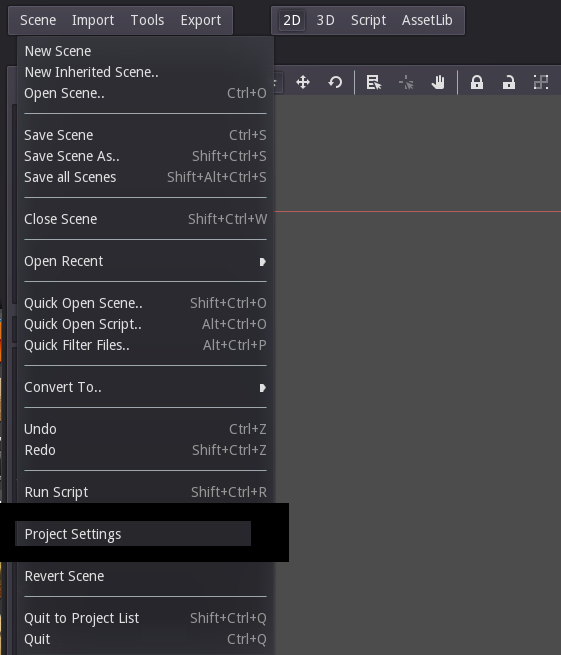 Scene Import Tools Export 2D 3D Script AssetLib
New Scene
New Inherited Scene..
Open Scene.. Ctrl+O
Save Scene Ctrl+S
Save Scene As.. Shift+Ctrl+S
Save all Scenes Shift+Alt+Ctrl+S
Close Scene Shift+Ctrl+W
Open Recent
Quick Open Scene.. Shift+Ctrl+O
Quick Open Script.. Alt+Ctrl+O
Quick Filter Files.. Alt+Ctrl+P
Convert To..
Undo Ctrl+Z
Redo Shift+Ctrl+Z
Run Script Shift+Ctrl+R
Project Settings
Revert Scene
Quit to Project List Shift+Ctrl+Q
Quit Ctrl+Q